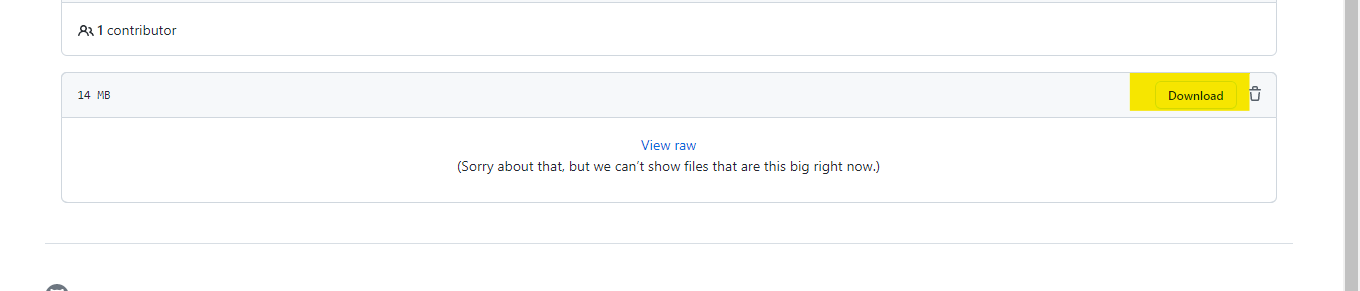 1 contributor
14 MB
Download
View raw
(Sorry about that, but we can’t show files that are this big right now.)